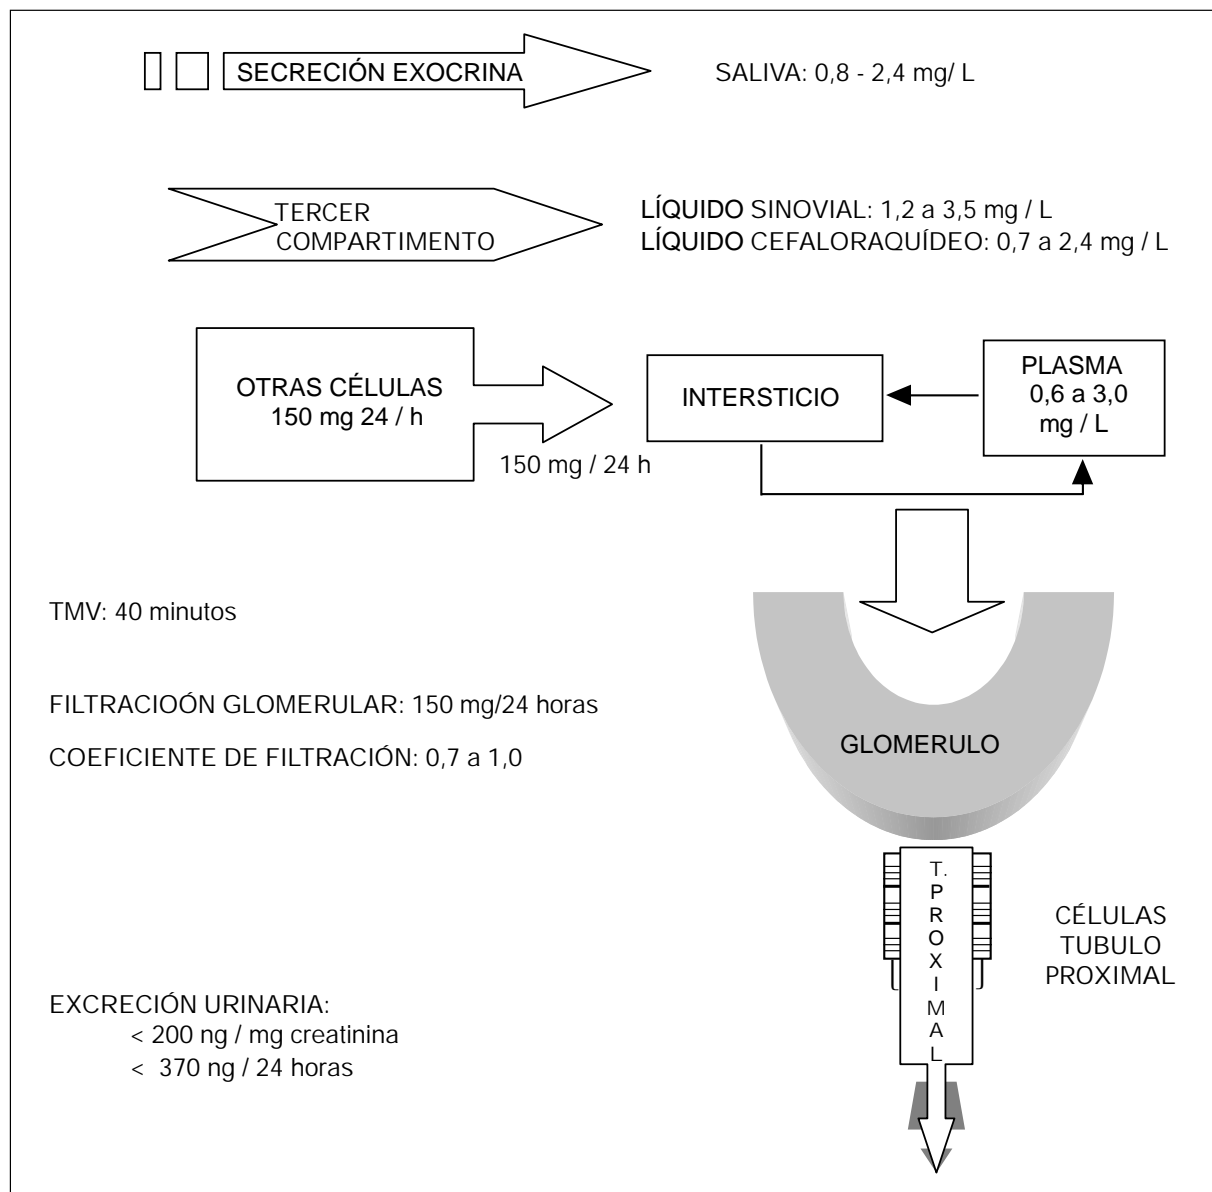 SECRECIÓN EXOCRINA
SALIVA: 0,8 - 2,4 mg/ L
TERCER
COMPARTIMENTO
LÍQUIDO SINOVIAL: 1,2 a 3,5 mg / L
LÍQUIDO CEFALORAQUÍDEO: 0,7 a 2,4 mg / L
OTRAS CÉLULAS
150 mg 24 / h
150 mg / 24 h
INTERSTICIO
PLASMA
0,6 a 3,0
mg / L
TMV: 40 minutos
FILTRACIOÓN GLOMERULAR: 150 mg/24 horas
COEFICIENTE DE FILTRACIÓN: 0,7 a 1,0
GLOMERULO
T. PROXIMAL
CÉLULAS
TUBULO
PROXIMAL
EXCRECIÓN URINARIA:
< 200 ng / mg creatinina
< 370 ng / 24 horas